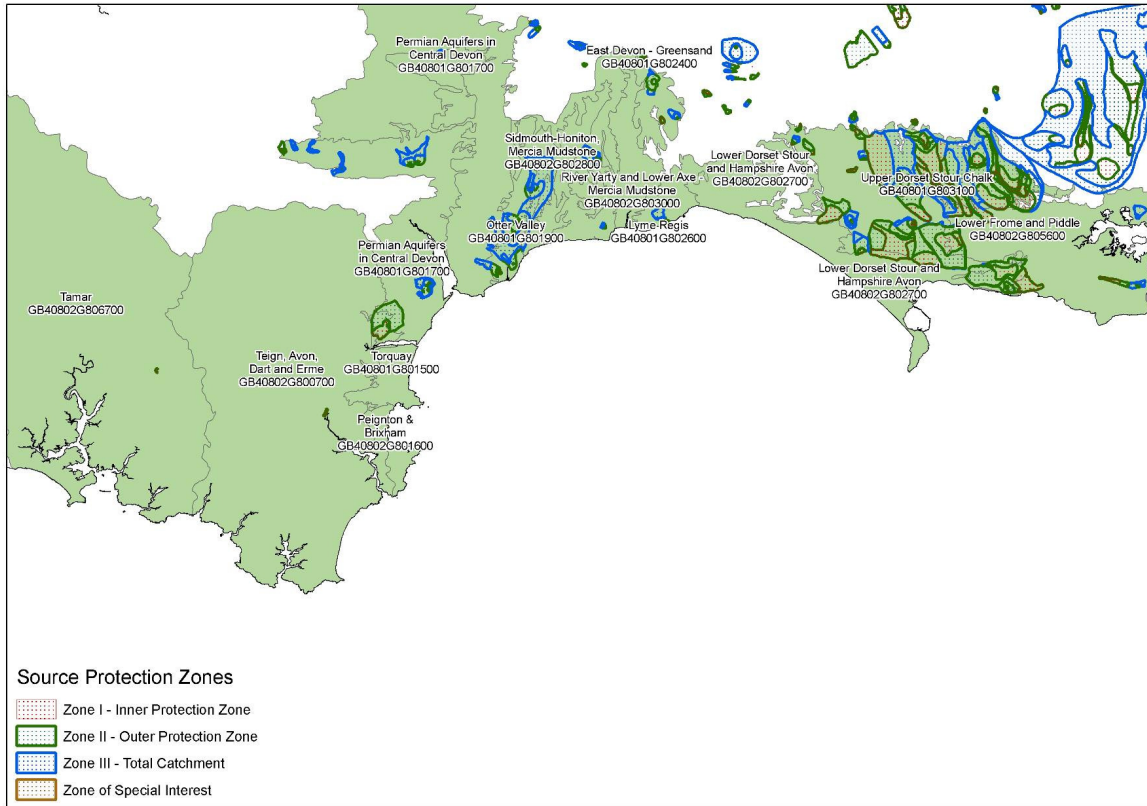 Permian Aquifers in
Central Devon
GB40801G801700
East Devon - Greensand
GB40801G802400
Sidmouth-Honiton,
Mercia Mudstone
GB40802G802800
River Yarty and Lower Axe -
Mercia Mudstone
GB40802G803000
Lower Dorset Stour
and Hampshire Avon
GB40802G802700
Upper Dorset Stour Chalk
GB40801G803100
Otter Valley
GB40801G801900
Lyme Regis
GB40801G802600
Lower Frome and Piddle
GB40802G805600
Permian Aquifers
in Central Devon
GB40801G801700
Lower Dorset Stour and
Hampshire Avon
GB40802G802700
Tamar
GB40802G806700
Teign, Avon,
Dart and Erme
GB40802G800700
Torquay
GB40801G801500
Peignton &
Brixham
GB40802G801600
Source Protection Zones
Zone I - Inner Protection Zone
Zone II - Outer Protection Zone
Zone III - Total Catchment
Zone of Special Interest